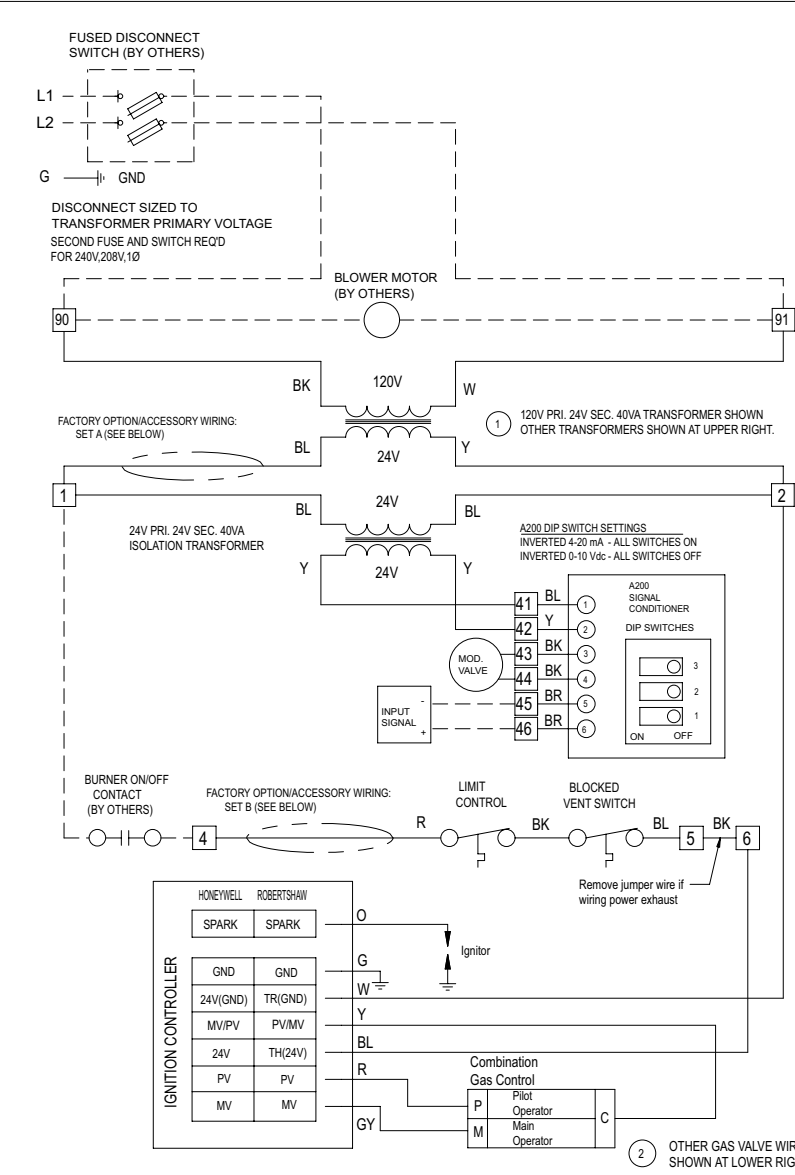 FUSED DISCONNECT
SWITCH (BY OTHERS)
L1
L2
G
GND
DISCONNECT SIZED TO
TRANSFORMER PRIMARY VOLTAGE
SECOND FUSE AND SWITCH REQ'D
FOR 240V,208V,1Ø
BLOWER MOTOR
(BY OTHERS)
90
91
BK
120V
W
1
120V PRI. 24V SEC. 40VA TRANSFORMER SHOWN
OTHER TRANSFORMERS SHOWN AT UPPER RIGHT.
FACTORY OPTION/ACCESSORY WIRING:
SET A (SEE BELOW)
BL
24V
Y
1
2
24V PRI. 24V SEC. 40VA
ISOLATION TRANSFORMER
BL
24V
BL
Y
24V
Y
A200 DIP SWITCH SETTINGS
INVERTED 4-20 mA - ALL SWITCHES ON
INVERTED 0-10 Vdc - ALL SWITCHES OFF
41 BL 1
42 Y 2
43 BK 3
44 BK 4
45 BR 5
46 BR 6
MOD.
VALVE
INPUT
SIGNAL
-
+
A200
SIGNAL
CONDITIONER
DIP SWITCHES
3
2
1
ON OFF
BURNER ON/OFF
CONTACT
(BY OTHERS)
4
FACTORY OPTION/ACCESSORY WIRING:
SET B (SEE BELOW)
R
LIMIT
CONTROL
BK
BLOCKED
VENT SWITCH
BL
5
BK
6
Remove jumper wire if
wiring power exhaust
IGNITION CONTROLLER
HONEYWELL ROBERTSHAW
SPARK SPARK O
Ignitor
GND GND G
24V(GND) TR(GND) W
MV/PV PV/MV Y
24V TH(24V) BL
PV PV R
MV MV GY
Combination
Gas Control
P
Pilot
Operator
M
Main
Operator
C
2
OTHER GAS VALVE WIR
SHOWN AT LOWER RIG